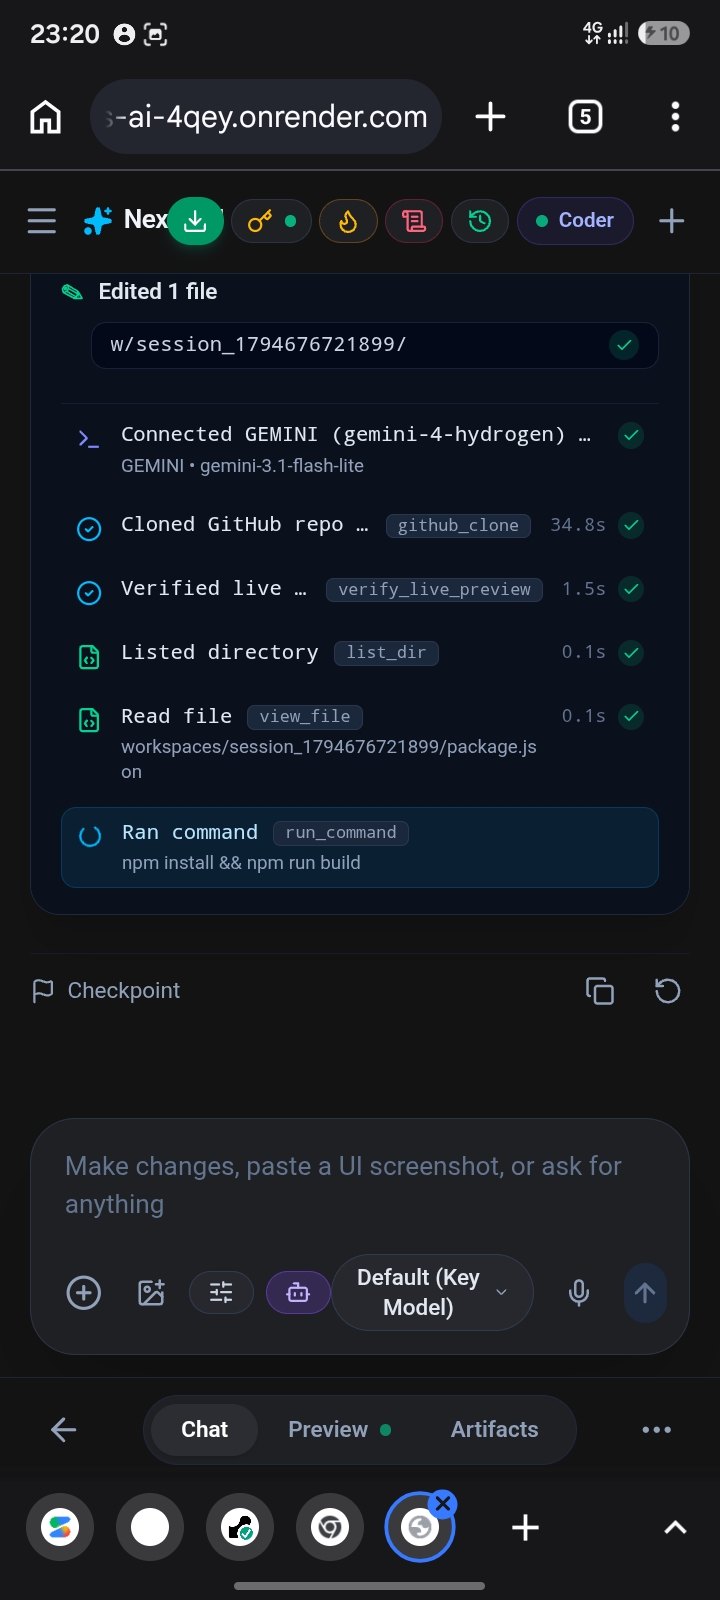 23:20
4G
10
-ai-4qey.onrender.com
5
Nex
Coder
Edited 1 file
w/session_1794676721899/
Connected GEMINI (gemini-4-hydrogen) …
GEMINI • gemini-3.1-flash-lite
Cloned GitHub repo … github_clone 34.8s
Verified live … verify_live_preview 1.5s
Listed directory list_dir 0.1s
Read file view_file 0.1s
workspaces/session_1794676721899/package.js
on
Ran command run_command
npm install && npm run build
Checkpoint
Make changes, paste a UI screenshot, or ask for
anything
Default (Key
Model)
Chat Preview Artifacts